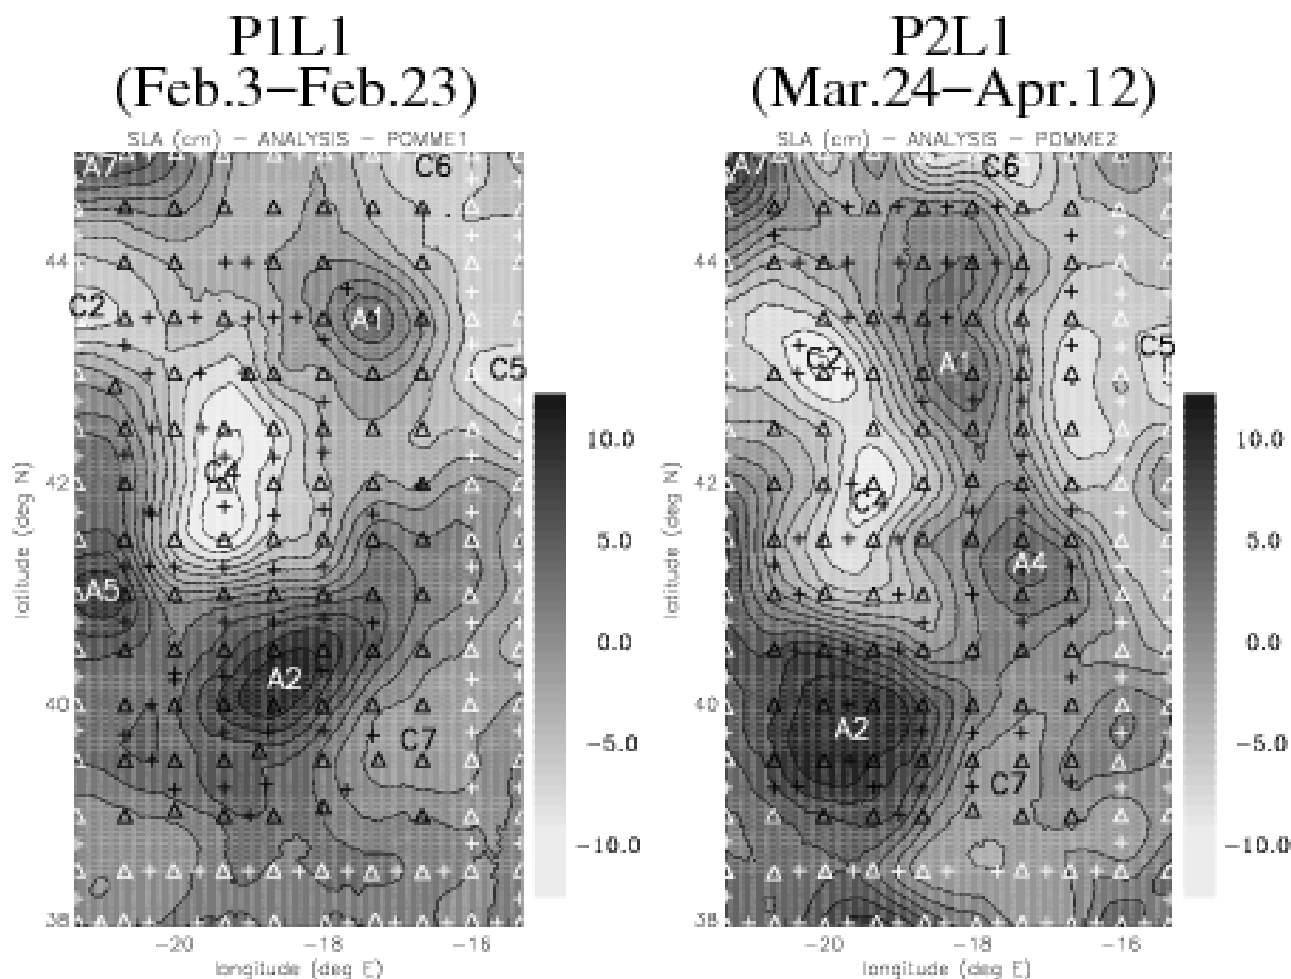 P1L1
(Feb.3−Feb.23)
SLA (cm) − ANALYSIS − POMME1
A7
C6
44
C2
A1
C5
C4
42
A5
A2
40
C7
38
−20
−18
−16
longitude (deg E)
latitude (deg N)
10.0
5.0
0.0
−5.0
−10.0
P2L1
(Mar.24−Apr.12)
SLA (cm) − ANALYSIS − POMME2
A7
C6
44
C2
C5
A1
42
C4
A4
40
A2
C7
38
−20
−18
−16
longitude (deg E)
latitude (deg N)
10.0
5.0
0.0
−5.0
−10.0